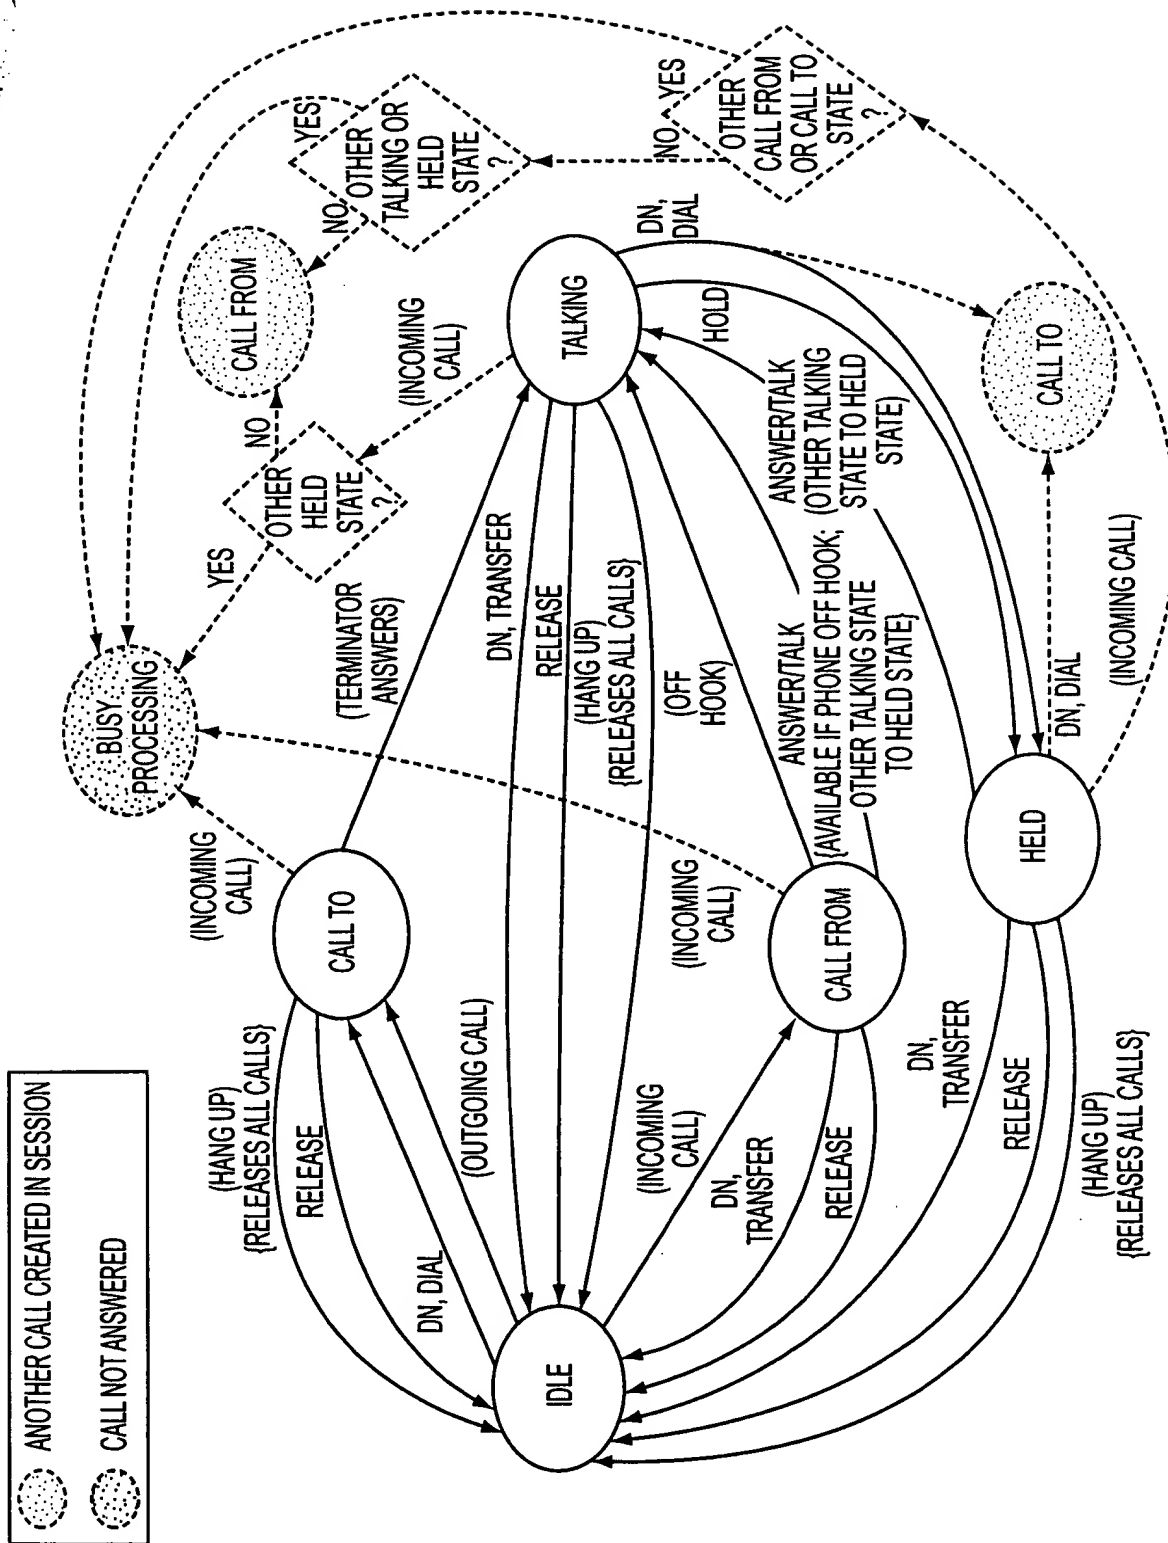 ANOTHER CALL CREATED IN SESSION
CALL NOT ANSWERED
BUSY
PROCESSING
YES
NO
OTHER
HELD
STATE
?
CALL FROM
NO
YES
OTHER
TALKING OR
HELD
STATE
?
NO
YES
OTHER
CALL FROM
OR CALL TO
STATE
?
(INCOMING
CALL)
(INCOMING
CALL)
CALL TO
(HANG UP)
{RELEASES ALL CALLS}
RELEASE
DN, DIAL
(OUTGOING CALL)
(TERMINATOR
ANSWERS)
TALKING
DN, TRANSFER
RELEASE
(HANG UP)
{RELEASES ALL CALLS}
(OFF
HOOK)
IDLE
(INCOMING
CALL)
(INCOMING
CALL)
CALL FROM
DN,
TRANSFER
RELEASE
ANSWER/TALK
{AVAILABLE IF PHONE OFF HOOK;
OTHER TALKING STATE
TO HELD STATE}
ANSWER/TALK
(OTHER TALKING
STATE TO HELD
STATE)
HOLD
DN,
DIAL
CALL TO
HELD
DN, DIAL
(INCOMING CALL)
DN,
TRANSFER
RELEASE
(HANG UP)
{RELEASES ALL CALLS}